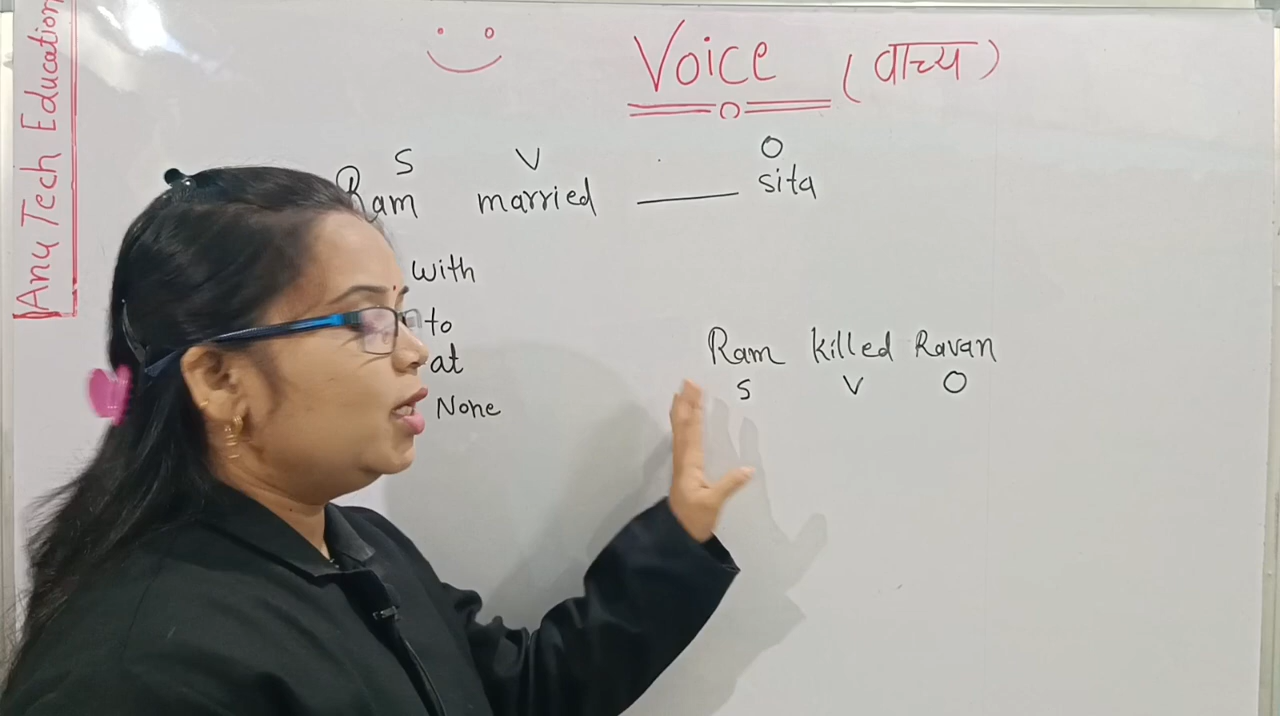 Anu Tech Education
Voice (वाच्य)
S V O
Ram married ____ sita
with
to
at
None
Ram killed Ravan
S V O